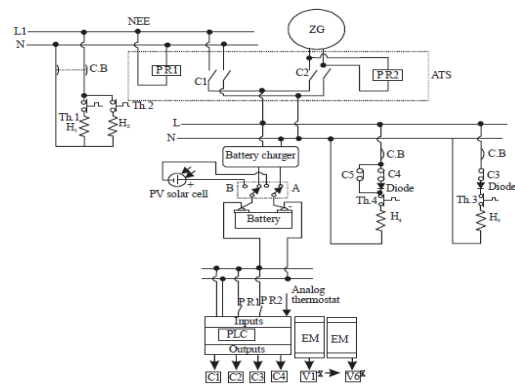 NEE
ZG
L1
N
C.B
PR1
C1
C2
PR2
ATS
Th.1
Th.2
H₁
H₂
L
N
Battery charger
C.B
C.B
C5
C4
C3
Diode
Diode
PV solar cell
+
B
A
Th.4
Th.3
Battery
-
PR1
PR2
Analog
thermostat
Inputs
PLC
Outputs
EM
EM
C1
C2
C3
C4
V1
V6